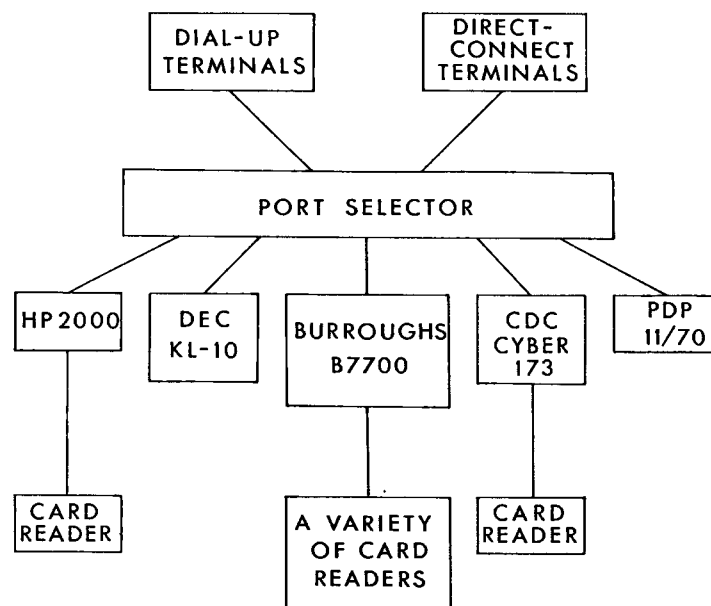 DIAL-UP
TERMINALS
DIRECT-
CONNECT
TERMINALS
PORT SELECTOR
HP2000
DEC
KL-10
BURROUGHS
B7700
CDC
CYBER
173
PDP
11/70
CARD
READER
A VARIETY
OF CARD
READERS
CARD
READER